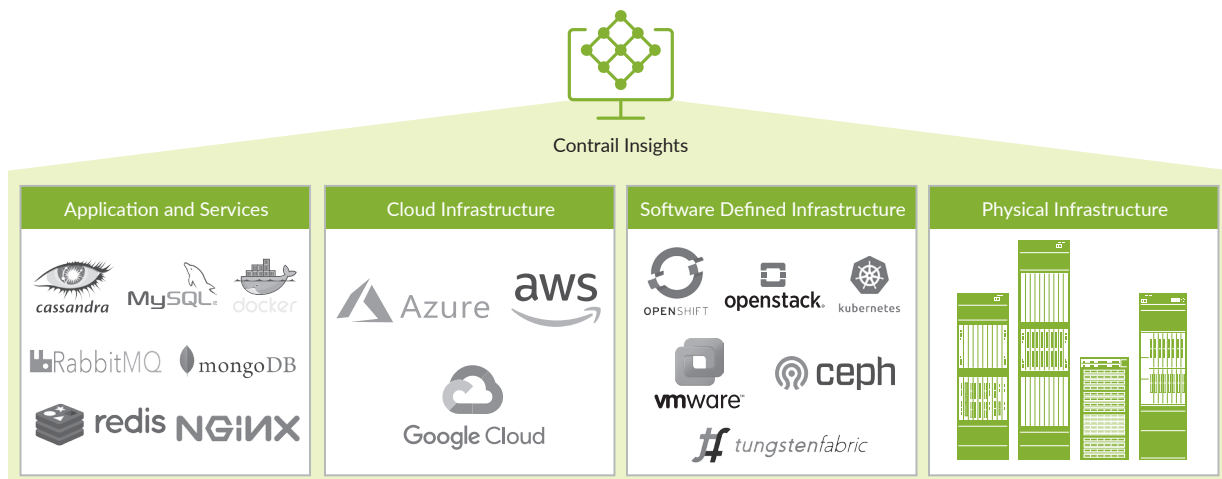 Contrail Insights
Application and Services
cassandra
MySQL
docker
RabbitMQ
mongoDB
redis
NGiNX
Cloud Infrastructure
Azure
aws
Google Cloud
Software Defined Infrastructure
OPENSHIFT
openstack.
kubernetes
vmware
ceph
tungstenfabric
Physical Infrastructure